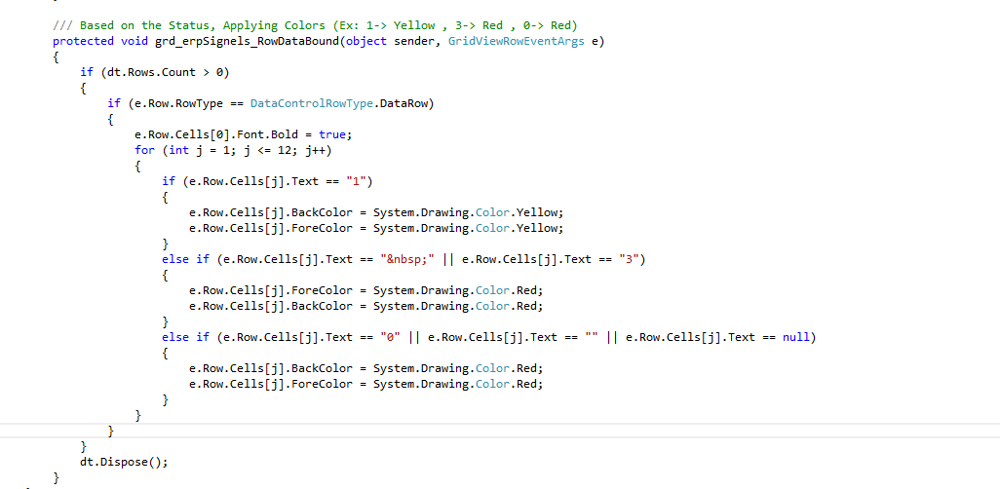 /// Based on the Status, Applying Colors (Ex: 1-> Yellow , 3-> Red , 0-> Red)
protected void grd_erpSignels_RowDataBound(object sender, GridViewRowEventArgs e)
{
    if (dt.Rows.Count > 0)
    {
        if (e.Row.RowType == DataControlRowType.DataRow)
        {
            e.Row.Cells[0].Font.Bold = true;
            for (int j = 1; j <= 12; j++)
            {
                if (e.Row.Cells[j].Text == "1")
                {
                    e.Row.Cells[j].BackColor = System.Drawing.Color.Yellow;
                    e.Row.Cells[j].ForeColor = System.Drawing.Color.Yellow;
                }
                else if (e.Row.Cells[j].Text == "&nbsp;" || e.Row.Cells[j].Text == "3")
                {
                    e.Row.Cells[j].ForeColor = System.Drawing.Color.Red;
                    e.Row.Cells[j].BackColor = System.Drawing.Color.Red;
                }
                else if (e.Row.Cells[j].Text == "0" || e.Row.Cells[j].Text == "" || e.Row.Cells[j].Text == null)
                {
                    e.Row.Cells[j].BackColor = System.Drawing.Color.Red;
                    e.Row.Cells[j].ForeColor = System.Drawing.Color.Red;
                }
            }
        }
    }
    dt.Dispose();
}